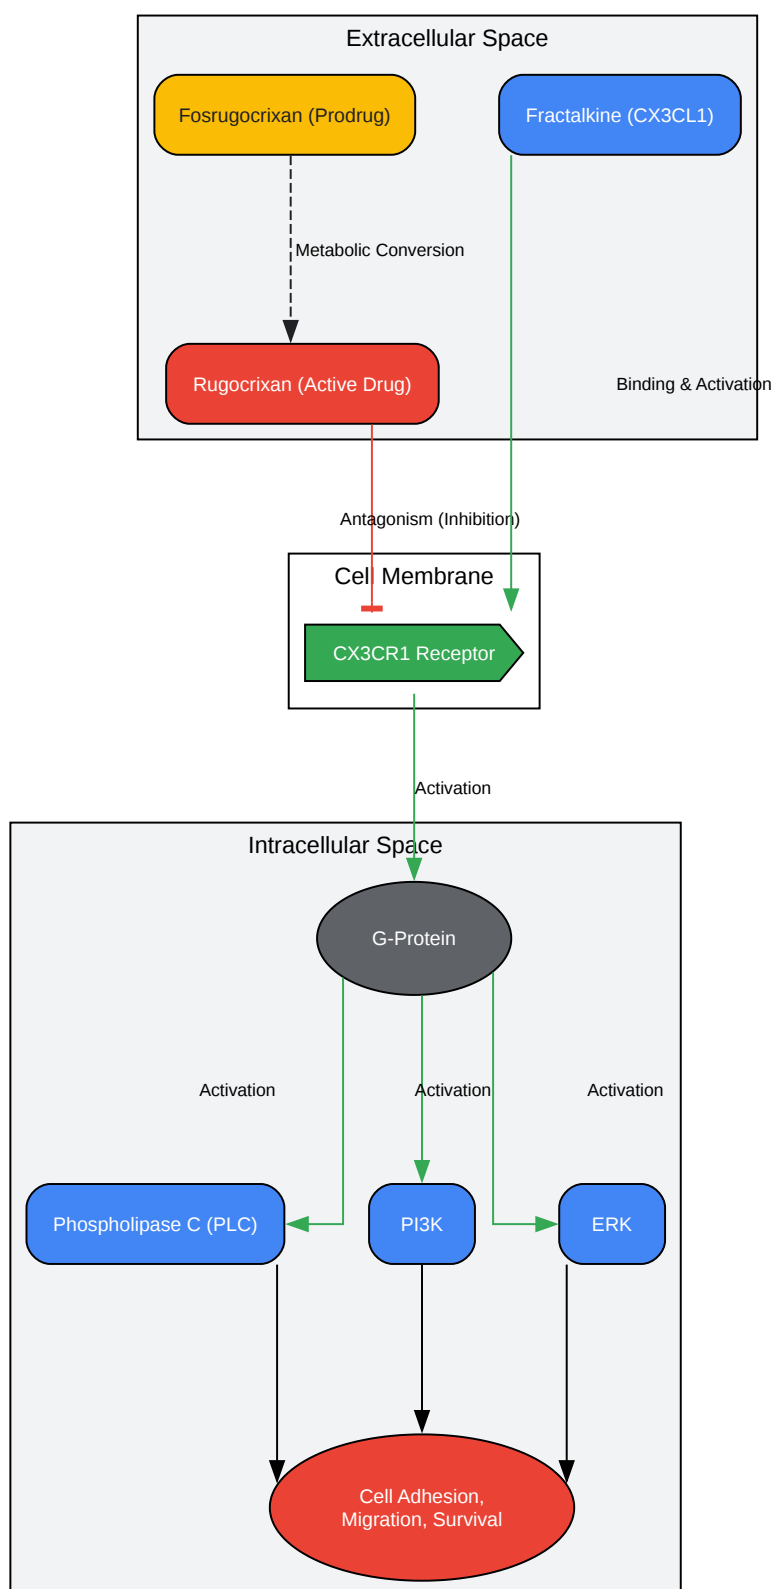 Extracellular Space
Fosrugocrixan (Prodrug)
Fractalkine (CX3CL1)
Metabolic Conversion
Rugocrixan (Active Drug)
Binding & Activation
Antagonism (Inhibition)
Cell Membrane
CX3CR1 Receptor
Activation
Intracellular Space
G-Protein
Activation
Activation
Activation
Phospholipase C (PLC)
PI3K
ERK
Cell Adhesion,
Migration, Survival